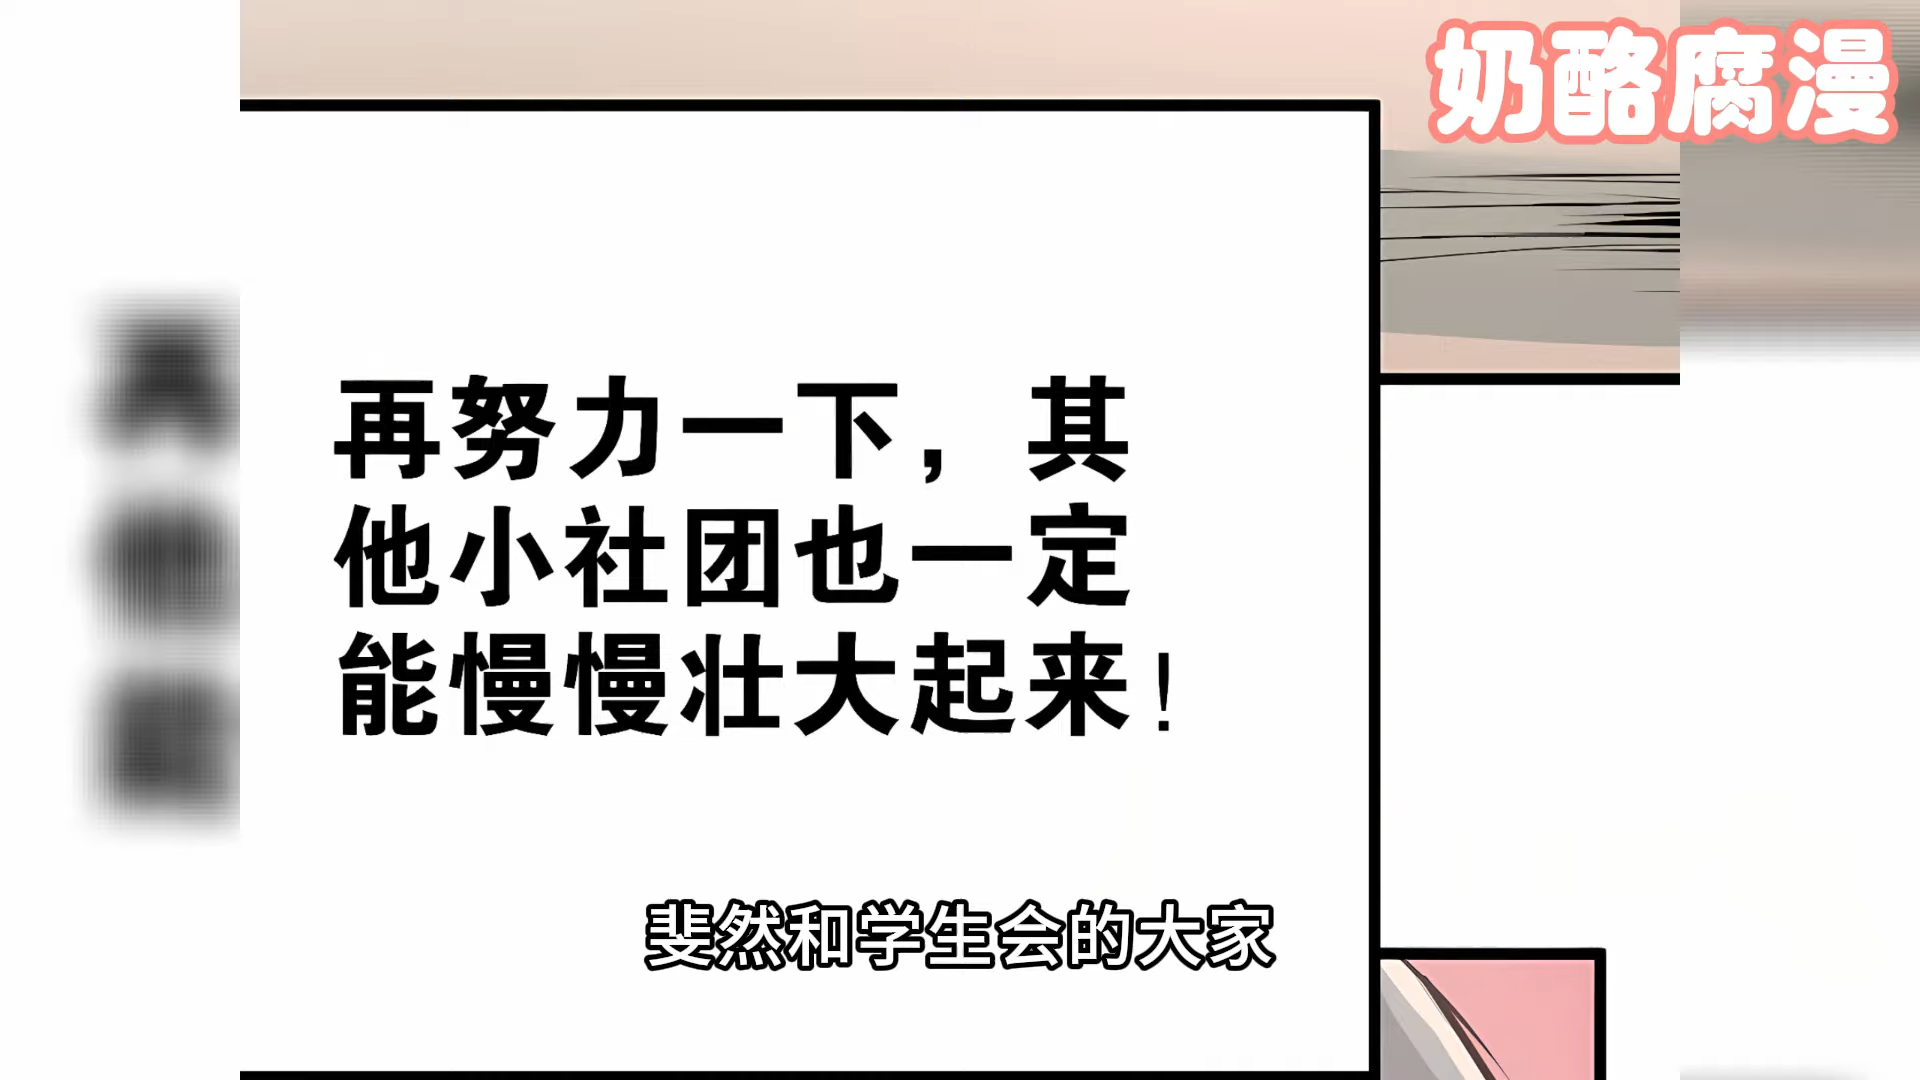 奶酪腐漫
再努力一下，其
他小社团也一定
能慢慢壮大起来！
斐然和学生会的大家